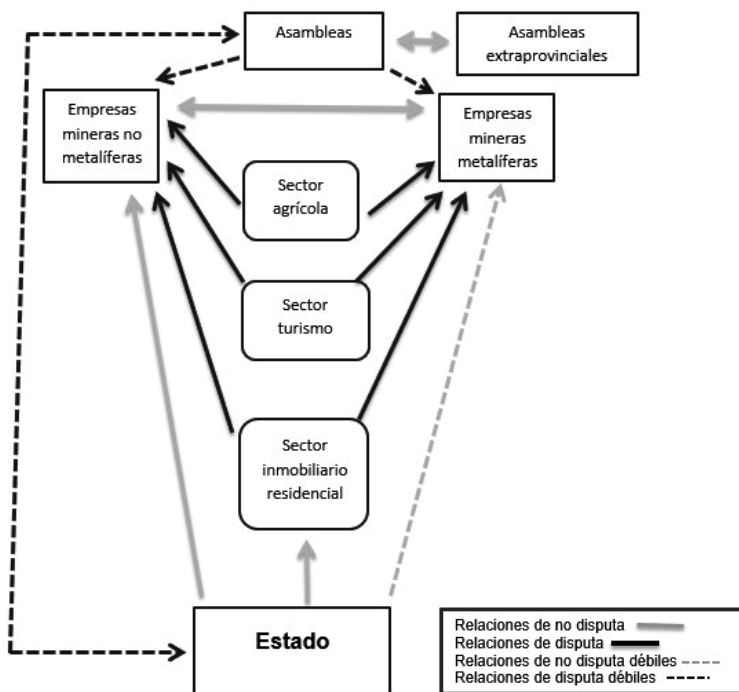 Asambleas
Asambleas
extraprovinciales
Empresas
mineras no
metalíferas
Empresas
mineras
metalíferas
Sector
agrícola
Sector
turismo
Sector
inmobiliario
residencial
Estado
Relaciones de no disputa
Relaciones de disputa
Relaciones de no disputa débiles
Relaciones de disputa débiles